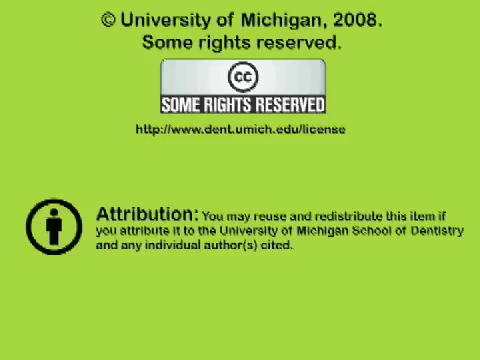 © University of Michigan, 2008.
Some rights reserved.
cc
SOME RIGHTS RESERVED
http://www.dent.umich.edu/license
Attribution: You may reuse and redistribute this item if
you attribute it to the University of Michigan School of Dentistry
and any individual author(s) cited.